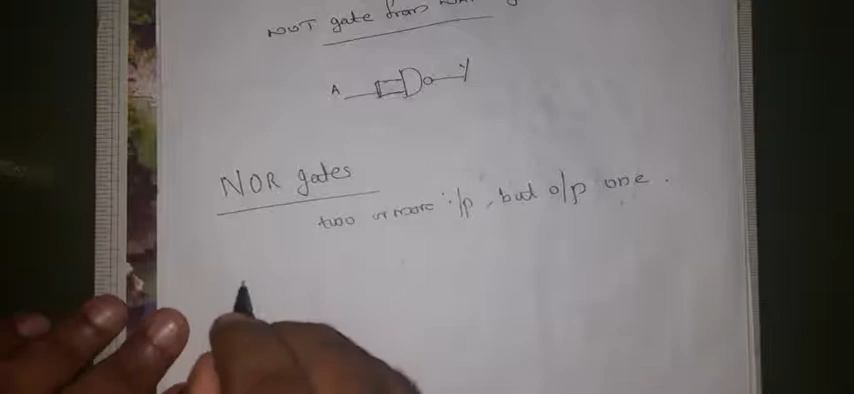 NOT gate from
A Y
NOR gates
two or more i/p, but o/p one.